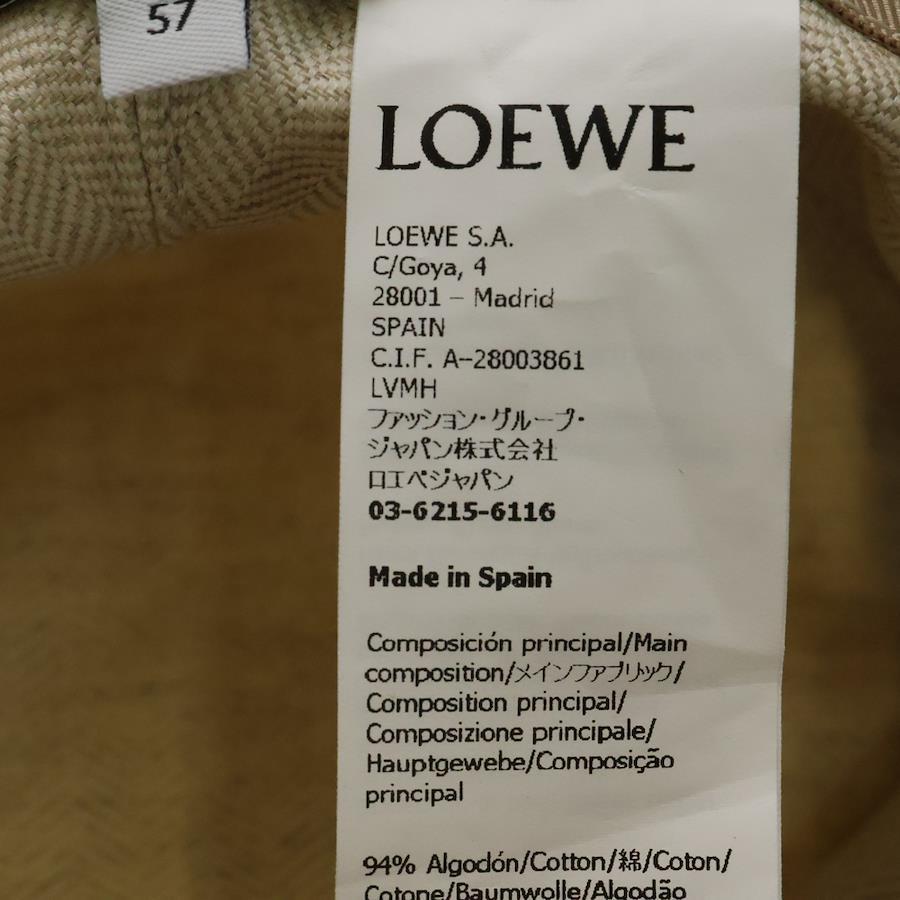 57
LOEWE
LOEWE S.A.
C/Goya, 4
28001 – Madrid
SPAIN
C.I.F. A–28003861
LVMH
ファッション・グループ・
ジャパン株式会社
ロエベジャパン
03-6215-6116
Made in Spain
Composición principal/Main
composition/メインファブリック/
Composition principal/
Composizione principale/
Hauptgewebe/Composição
principal
94% Algodón/Cotton/綿/Coton/
Cotone/Baumwolle/Algodão